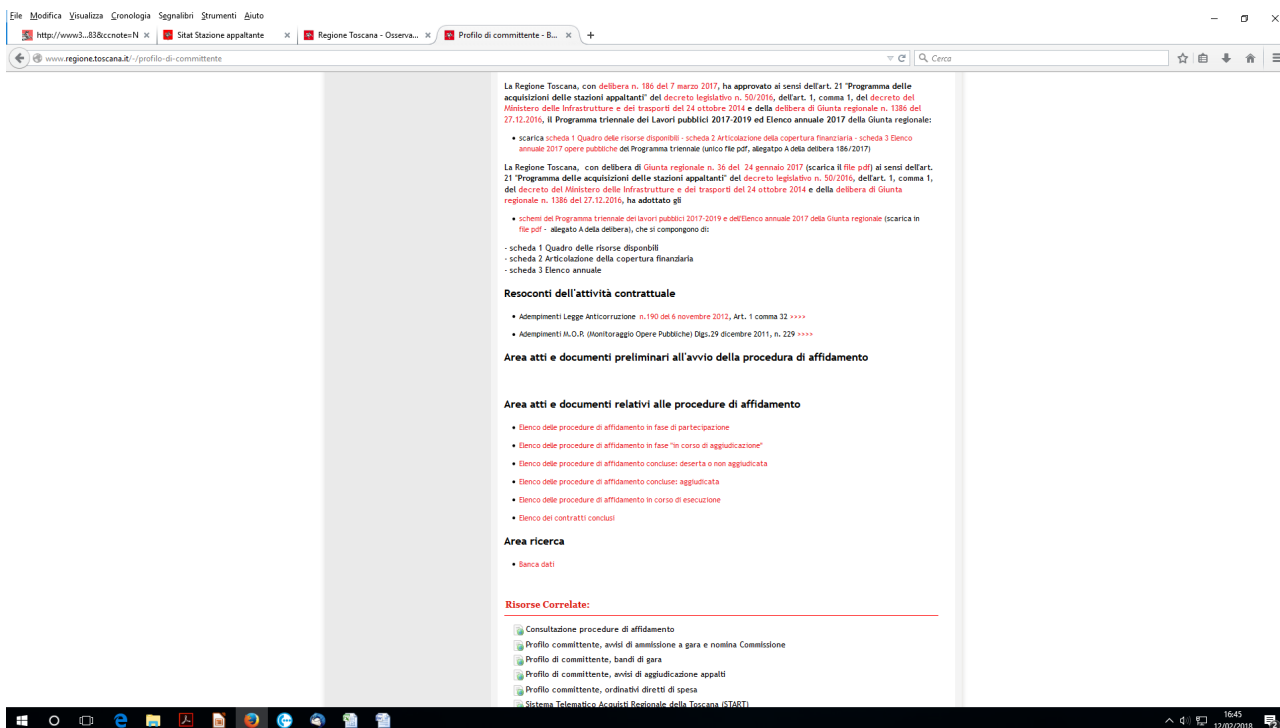 File Modifica Visualizza Cronologia Segnalibri Strumenti Aiuto
http://www3...83&ccnote=N × Sitat Stazione appaltante × Regione Toscana - Osserva... × Profilo di committente - B... × +
www.regione.toscana.it/-/profilo-di-committente Cerca
La Regione Toscana, con delibera n. 186 del 7 marzo 2017, ha approvato ai sensi dell'art. 21 "Programma delle
acquisizioni delle stazioni appaltanti" del decreto legislativo n. 50/2016, dell'art. 1, comma 1, del decreto del
Ministero delle Infrastrutture e dei trasporti del 24 ottobre 2014 e della delibera di Giunta regionale n. 1386 del
27.12.2016, il Programma triennale dei Lavori pubblici 2017-2019 ed Elenco annuale 2017 della Giunta regionale:
• scarica scheda 1 Quadro delle risorse disponibili - scheda 2 Articolazione della copertura finanziaria - scheda 3 Elenco
annuale 2017 opere pubbliche del Programma triennale (unico file pdf, allegatpo A della delibera 186/2017)
La Regione Toscana, con delibera di Giunta regionale n. 36 del 24 gennaio 2017 (scarica il file pdf) ai sensi dell'art.
21 "Programma delle acquisizioni delle stazioni appaltanti" del decreto legislativo n. 50/2016, dell'art. 1, comma 1,
del decreto del Ministero delle Infrastrutture e dei trasporti del 24 ottobre 2014 e della delibera di Giunta
regionale n. 1386 del 27.12.2016, ha adottato gli
• schemi del Programma triennale dei lavori pubblici 2017-2019 e dell'Elenco annuale 2017 della Giunta regionale (scarica in
file pdf - allegato A della delibera), che si compongono di:
- scheda 1 Quadro delle risorse disponbili
- scheda 2 Articolazione della copertura finanziaria
- scheda 3 Elenco annuale
Resoconti dell'attività contrattuale
• Adempimenti Legge Anticorruzione n.190 del 6 novembre 2012, Art. 1 comma 32 >>>>
• Adempimenti M.O.P. (Monitoraggio Opere Pubbliche) Dlgs.29 dicembre 2011, n. 229 >>>>
Area atti e documenti preliminari all'avvio della procedura di affidamento
Area atti e documenti relativi alle procedure di affidamento
• Elenco delle procedure di affidamento in fase di partecipazione
• Elenco delle procedure di affidamento in fase "in corso di aggiudicazione"
• Elenco delle procedure di affidamento concluse: deserta o non aggiudicata
• Elenco delle procedure di affidamento concluse: aggiudicata
• Elenco delle procedure di affidamento in corso di esecuzione
• Elenco dei contratti conclusi
Area ricerca
• Banca dati
Risorse Correlate:
Consultazione procedure di affidamento
Profilo committente, avvisi di ammissione a gara e nomina Commissione
Profilo di committente, bandi di gara
Profilo di committente, avvisi di aggiudicazione appalti
Profilo committente, ordinativi diretti di spesa
Sistema Telematico Acquisti Regionale della Toscana (START)
16:45
12/02/2018